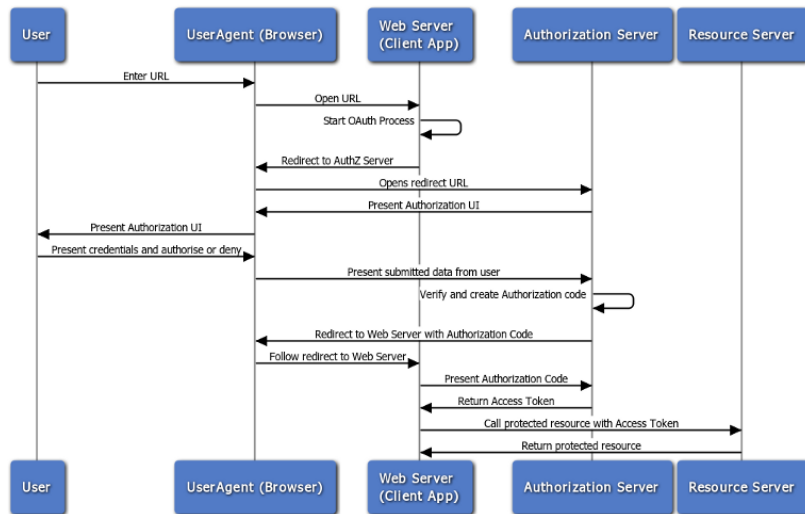 User
UserAgent (Browser)
Web Server
(Client App)
Authorization Server
Resource Server
Enter URL
Open URL
Start OAuth Process
Redirect to AuthZ Server
Opens redirect URL
Present Authorization UI
Present Authorization UI
Present credentials and authorise or deny
Present submitted data from user
Verify and create Authorization code
Redirect to Web Server with Authorization Code
Follow redirect to Web Server
Present Authorization Code
Return Access Token
Call protected resource with Access Token
Return protected resource
User
UserAgent (Browser)
Web Server
(Client App)
Authorization Server
Resource Server